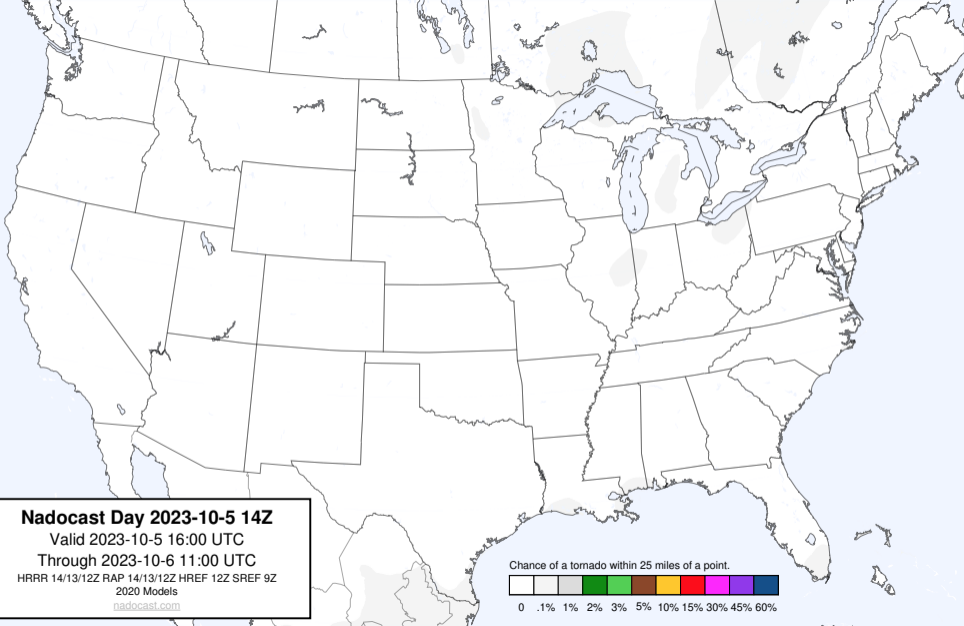 Nadocast Day 2023-10-5 14Z
Valid 2023-10-5 16:00 UTC
Through 2023-10-6 11:00 UTC
HRRR 14/13/12Z RAP 14/13/12Z HREF 12Z SREF 9Z
2020 Models
nadocast.com
Chance of a tornado within 25 miles of a point.
0 .1% 1% 2% 3% 5% 10% 15% 30% 45% 60%